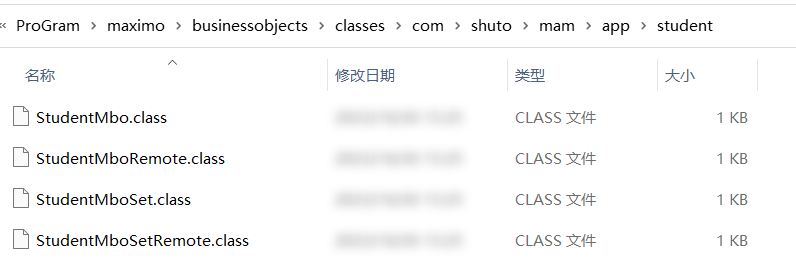 « ProGram › maximo › businessobjects › classes › com › shuto › mam › app › student
名称 修改日期 类型 大小
StudentMbo.class CLASS 文件 1 KB
StudentMboRemote.class CLASS 文件 1 KB
StudentMboSet.class CLASS 文件 1 KB
StudentMboSetRemote.class CLASS 文件 1 KB